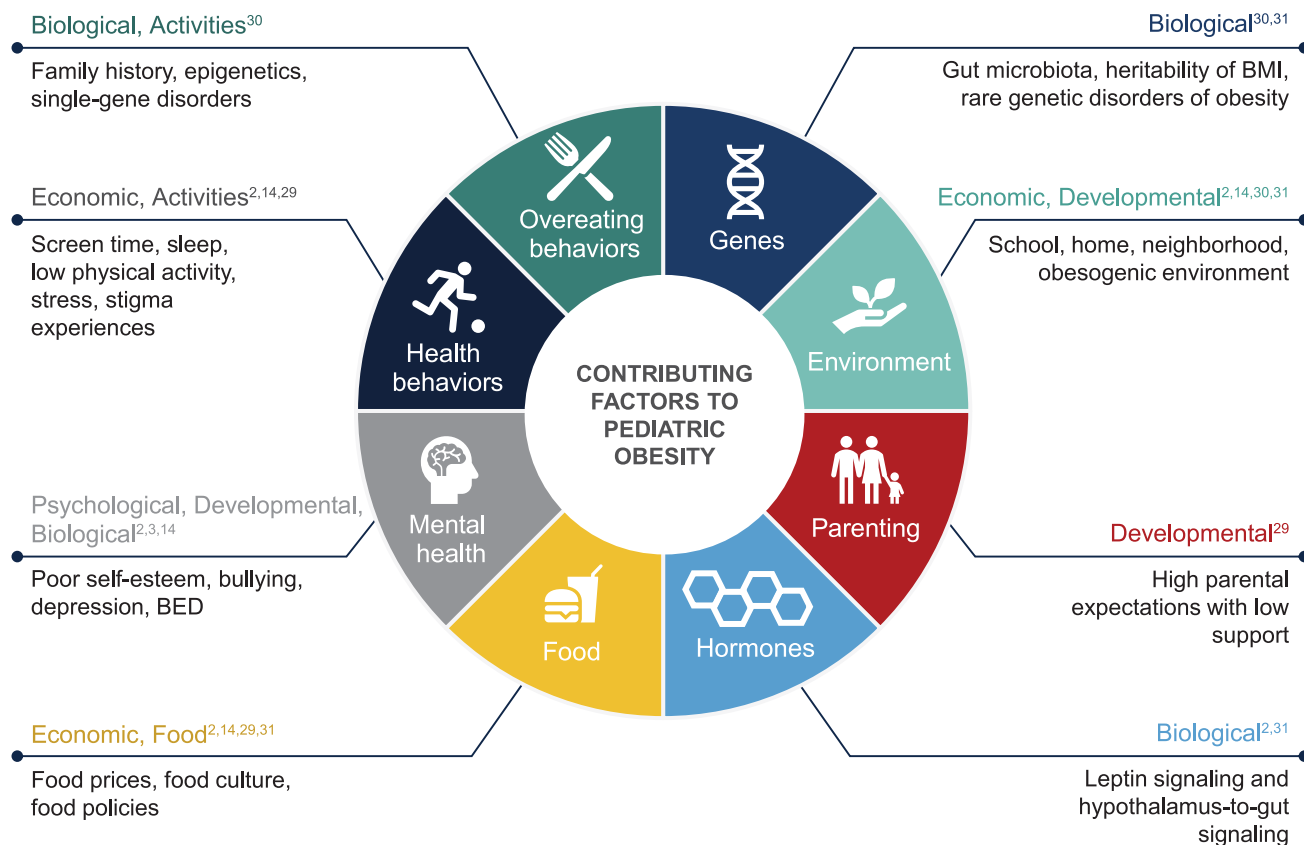 Biological, Activities30
Family history, epigenetics,
single-gene disorders
Biological30,31
Gut microbiota, heritability of BMI,
rare genetic disorders of obesity
Economic, Activities2,14,29
Screen time, sleep,
low physical activity,
stress, stigma
experiences
Economic, Developmental2,14,30,31
School, home, neighborhood,
obesogenic environment
Overeating
behaviors
Genes
Health
behaviors
Environment
CONTRIBUTING
FACTORS TO
PEDIATRIC
OBESITY
Mental
health
Parenting
Food
Hormones
Psychological, Developmental,
Biological2,3,14
Poor self-esteem, bullying,
depression, BED
Developmental29
High parental
expectations with low
support
Economic, Food2,14,29,31
Food prices, food culture,
food policies
Biological2,31
Leptin signaling and
hypothalamus-to-gut
signaling